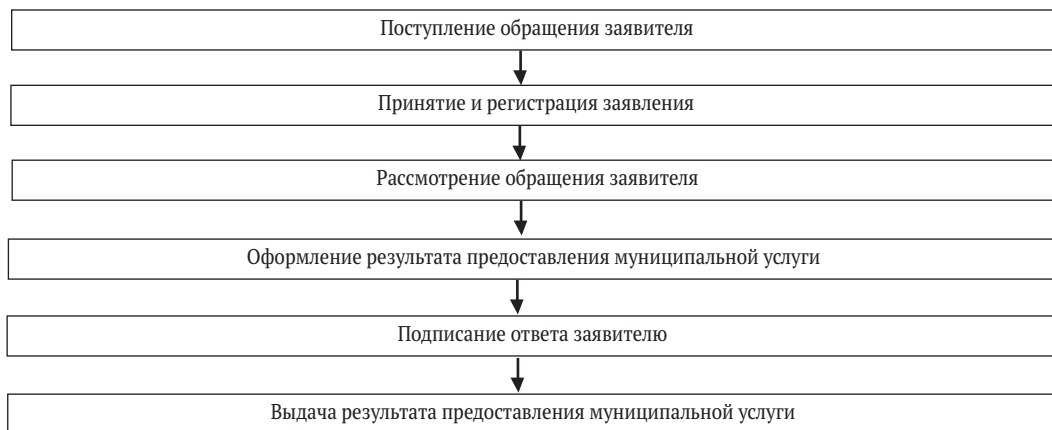 Поступление обращения заявителя
Принятие и регистрация заявления
Рассмотрение обращения заявителя
Оформление результата предоставления муниципальной услуги
Подписание ответа заявителю
Выдача результата предоставления муниципальной услуги